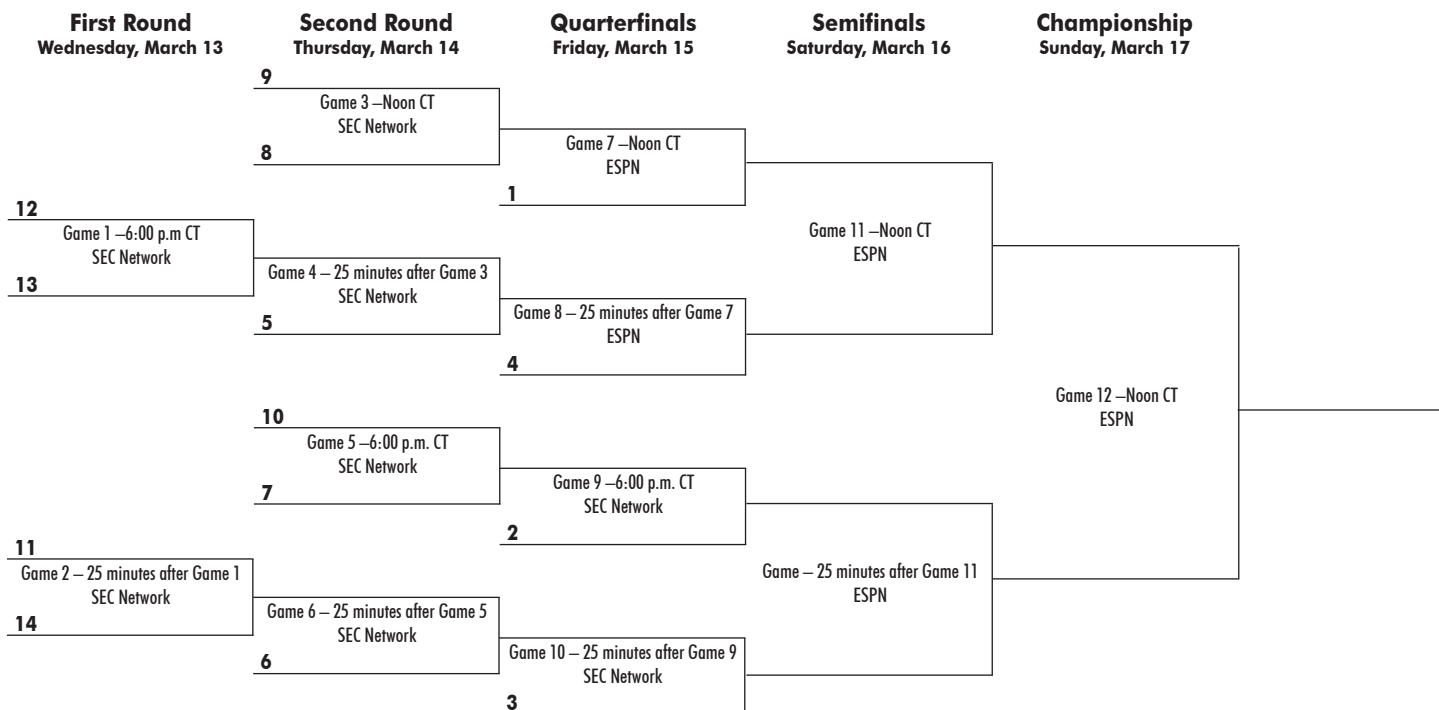 First Round
Wednesday, March 13
Second Round
Thursday, March 14
Quarterfinals
Friday, March 15
Semifinals
Saturday, March 16
Championship
Sunday, March 17
12
Game 1 –6:00 p.m CT
SEC Network
13
11
Game 2 – 25 minutes after Game 1
SEC Network
14
9
Game 3 –Noon CT
SEC Network
8
Game 4 – 25 minutes after Game 3
SEC Network
5
10
Game 5 –6:00 p.m. CT
SEC Network
7
Game 6 – 25 minutes after Game 5
SEC Network
6
Game 7 –Noon CT
ESPN
1
Game 8 – 25 minutes after Game 7
ESPN
4
Game 9 –6:00 p.m. CT
SEC Network
2
Game 10 – 25 minutes after Game 9
SEC Network
3
Game 11 –Noon CT
ESPN
Game – 25 minutes after Game 11
ESPN
Game 12 –Noon CT
ESPN